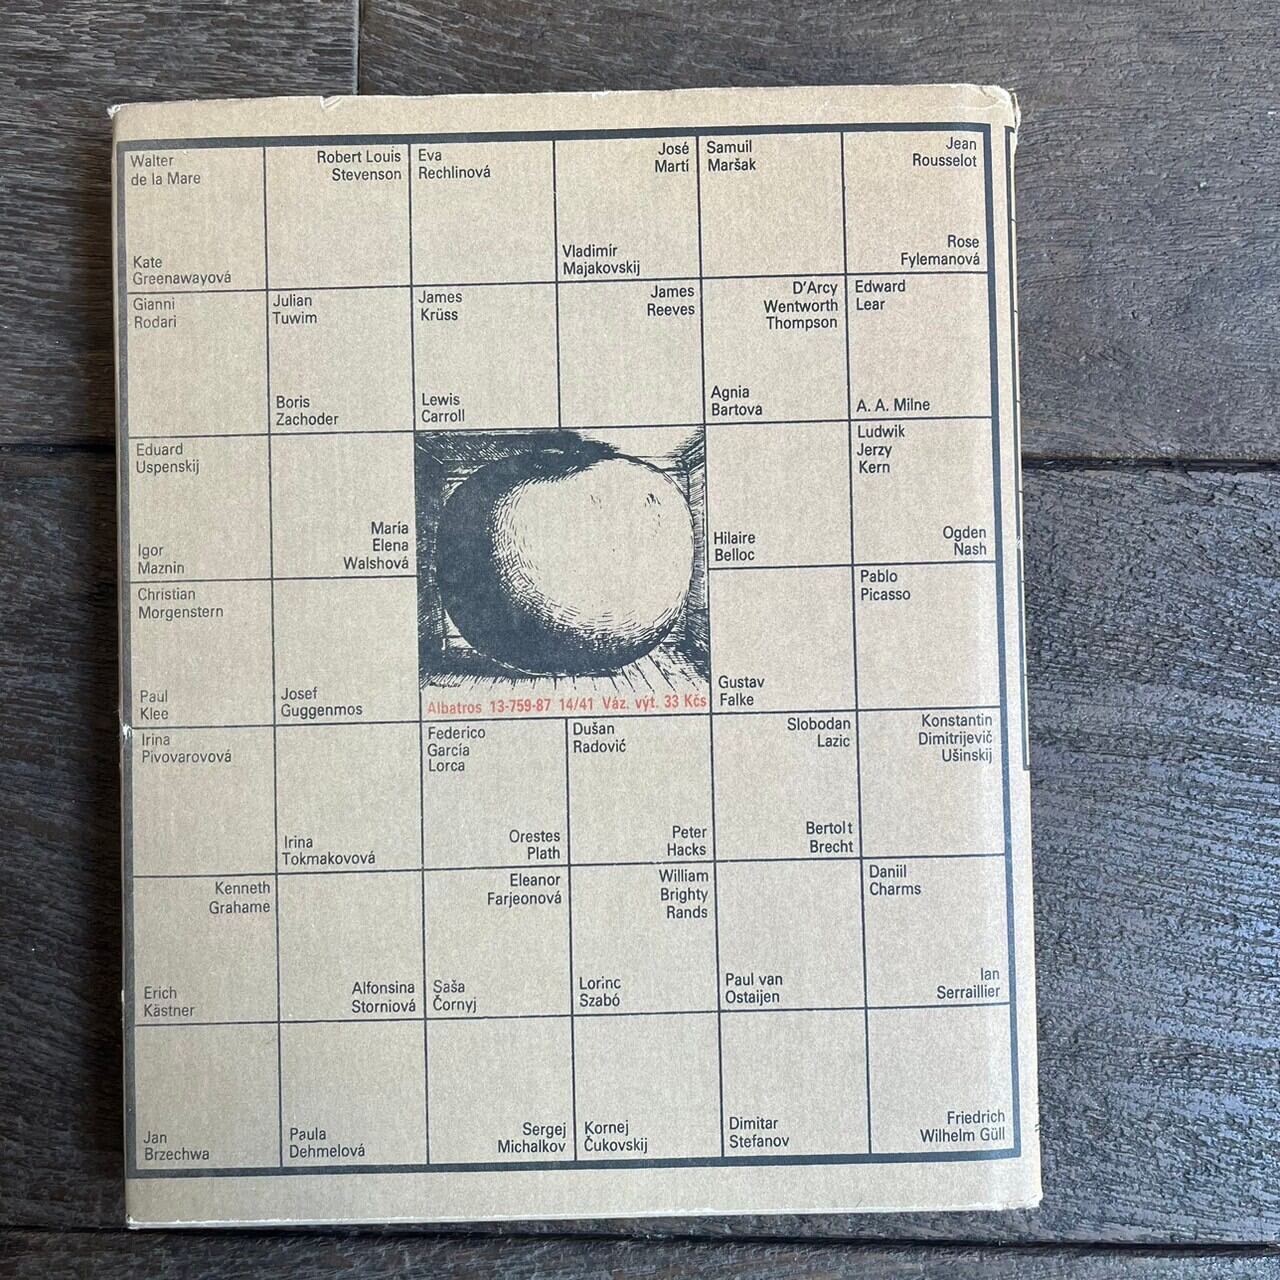 Walter
de la Mare
Kate
Greenawayová
Robert Louis
Stevenson
Eva
Rechlinová
José
Martí
Vladimír
Majakovskij
Samuil
Maršak
Jean
Rousselot
Rose
Fylemanová
Gianni
Rodari
Julian
Tuwim
Boris
Zachoder
James
Krüss
Lewis
Carroll
James
Reeves
D'Arcy
Wentworth
Thompson
Agnia
Bartova
Edward
Lear
A. A. Milne
Eduard
Uspenskij
Igor
Maznin
María
Elena
Walshová
Hilaire
Belloc
Ludwik
Jerzy
Kern
Ogden
Nash
Christian
Morgenstern
Paul
Klee
Josef
Guggenmos
Albatros 13-759-87 14/41 Váz. výt. 33 Kčs
Gustav
Falke
Pablo
Picasso
Irina
Pivovarovová
Irina
Tokmakovová
Federico
García
Lorca
Orestes
Plath
Dušan
Radović
Peter
Hacks
Slobodan
Lazic
Bertolt
Brecht
Konstantin
Dimitrijevič
Ušinskij
Kenneth
Grahame
Erich
Kästner
Alfonsina
Storniová
Eleanor
Farjeonová
Saša
Čornyj
William
Brighty
Rands
Lorinc
Szabó
Paul van
Ostaijen
Daniil
Charms
Ian
Serraillier
Jan
Brzechwa
Paula
Dehmelová
Sergej
Michalkov
Kornej
Čukovskij
Dimitar
Stefanov
Friedrich
Wilhelm Güll